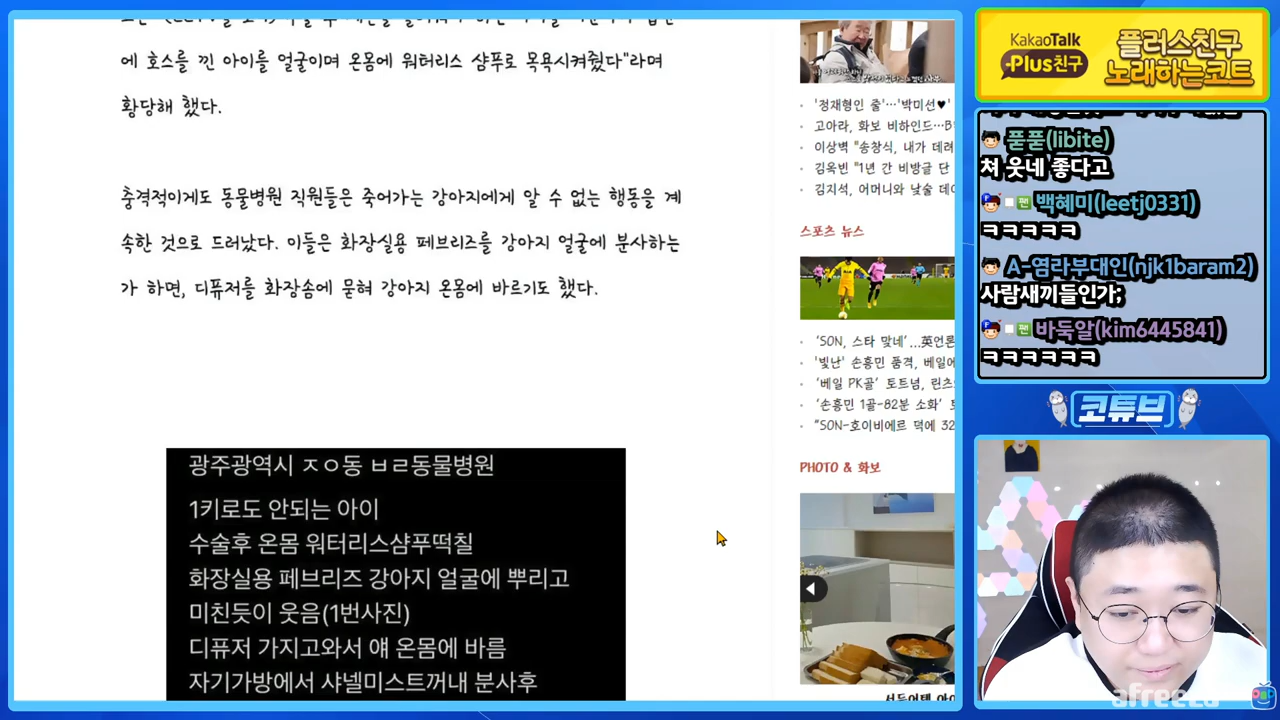 에 호스를 낀 아이를 얼굴이며 온몸에 워터리스 샴푸로 목욕시켜줬다"라며
황당해 했다.
충격적이게도 동물병원 직원들은 죽어가는 강아지에게 알 수 없는 행동을 계
속한 것으로 드러났다. 이들은 화장실용 페브리즈를 강아지 얼굴에 분사하는
가 하면, 디퓨저를 화장솜에 묻혀 강아지 온몸에 바르기도 했다.
광주광역시 ㅈㅇ동 ㅂㄹ동물병원
1키로도 안되는 아이
수술후 온몸 워터리스샴푸떡칠
화장실용 페브리즈 강아지 얼굴에 뿌리고
미친듯이 웃음(1번사진)
디퓨저 가지고와서 얘 온몸에 바름
자기가방에서 샤넬미스트꺼내 분사후
'정재형인 줄'…'박미선♥'
고아라, 화보 비하인드…
이상벽 "송창식, 내가 데려
김옥빈 "1년 간 비방글 단
김지석, 어머니와 낮술
스포츠 뉴스
‘SON, 스타 맞네’…英언론
'빛난' 손흥민 품격, 베일에
‘베일 PK골’ 토트넘, 린츠
‘손흥민 1골-82분 소화’
“SON-호이비에르 덕에 32
PHOTO & 화보
KakaoTalk
Plus친구
플러스친구
노래하는코트
푿푿(libite)
쳐 웃네 좋다고
팬 백혜미(leetj0331)
ㅋㅋㅋㅋㅋ
A-염라부대인(njk1baram2)
사람새끼들인가;
팬 바둑알(kim6445841)
ㅋㅋㅋㅋㅋㅋ
코튜브
afreeca